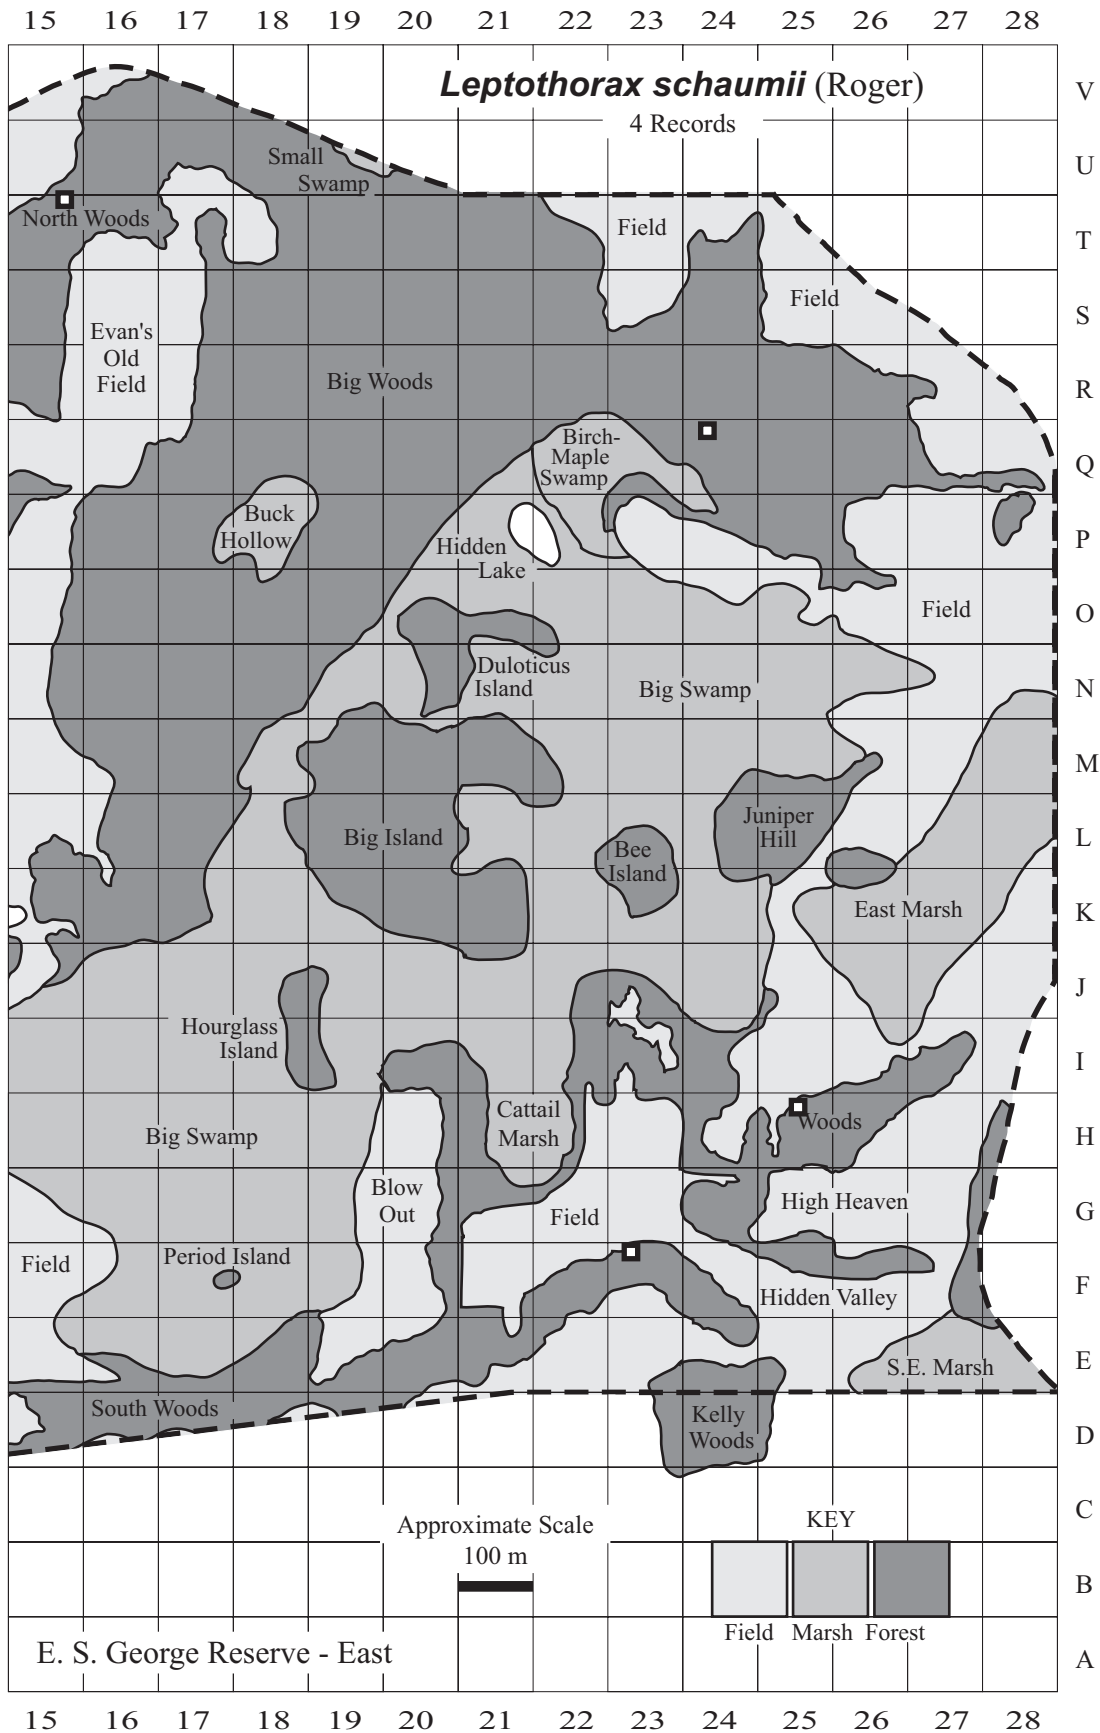 15 16 17 18 19 20 21 22 23 24 25 26 27 28
Leptothorax schaumii (Roger)
V
4 Records
Small
Swamp
U
North Woods
Field
T
Field
S
Evan's
Old
Field
Big Woods
R
Birch-
Maple
Swamp
Q
Buck
Hollow
Hidden
Lake
P
Field
O
Duloticus
Island
Big Swamp
N
M
Big Island
Juniper
Hill
L
Bee
Island
East Marsh
K
J
Hourglass
Island
I
Cattail
Marsh
Woods
Big Swamp
H
Blow
Out
Field
High Heaven
G
Field
Period Island
Hidden Valley
F
S.E. Marsh
E
South Woods
Kelly
Woods
D
Approximate Scale
100 m
KEY
C
B
Field Marsh Forest
E. S. George Reserve - East
A
15 16 17 18 19 20 21 22 23 24 25 26 27 28